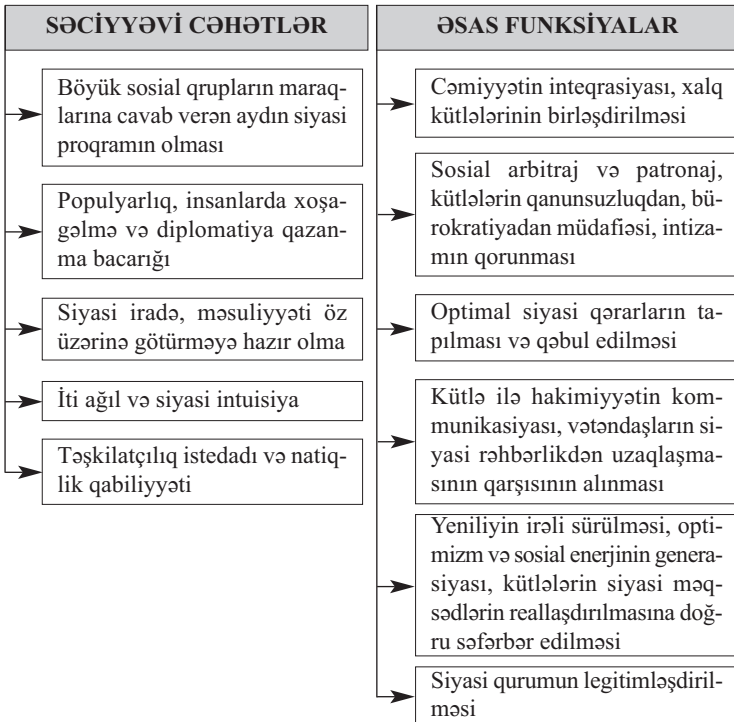 SƏCİYYƏVİ CƏHƏTLƏR
Böyük sosial qrupların maraq-
larına cavab verən aydın siyasi
proqramın olması
Populyarlıq, insanlarda xoşa-
gəlmə və diplomatiya qazan-
ma bacarığı
Siyasi iradə, məsuliyyəti öz
üzərinə götürməyə hazır olma
İti ağıl və siyasi intuisiya
Təşkilatçılıq istedadı və natiq-
lik qabiliyyəti
ƏSAS FUNKSİYALAR
Cəmiyyətin inteqrasiyası, xalq
kütlələrinin birləşdirilməsi
Sosial arbitraj və patronaj,
kütlələrin qanunsuzluqdan, bü-
rokratiyadan müdafiəsi, intiza-
mın qorunması
Optimal siyasi qərarların ta-
pılması və qəbul edilməsi
Kütlə ilə hakimiyyətin kom-
munikasiyası, vətəndaşların si-
yasi rəhbərlikdən uzaqlaşma-
sının qarşısının alınması
Yeniliyin irəli sürülməsi, opti-
mizm və sosial enerjinin genera-
siyası, kütlələrin siyasi məq-
sədlərin reallaşdırılmasına doğ-
ru səfərbər edilməsi
Siyasi qurumun legitimləşdiril-
məsi